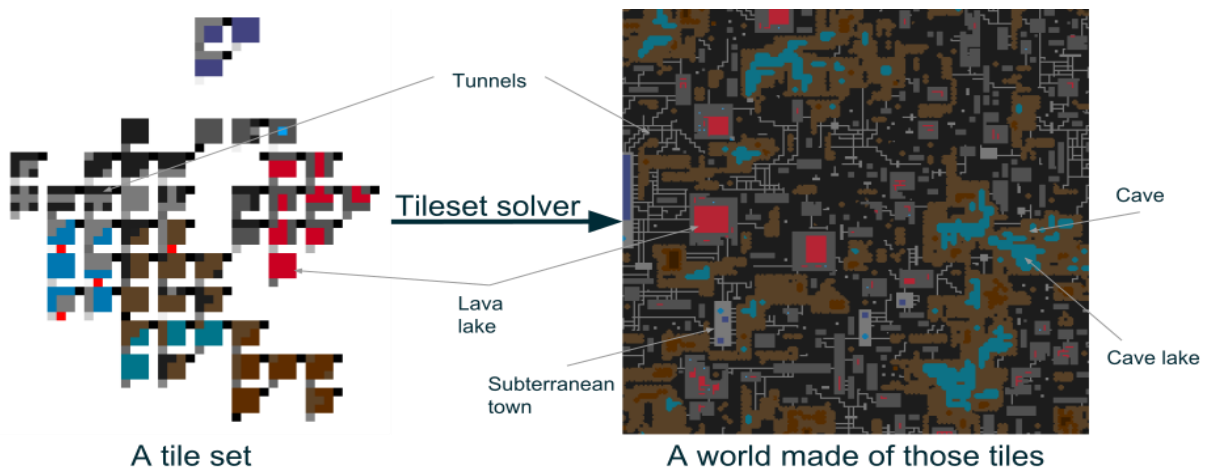 Tunnels
Tileset solver
Cave
Lava
lake
Cave lake
Subterranean
town
A tile set
A world made of those tiles